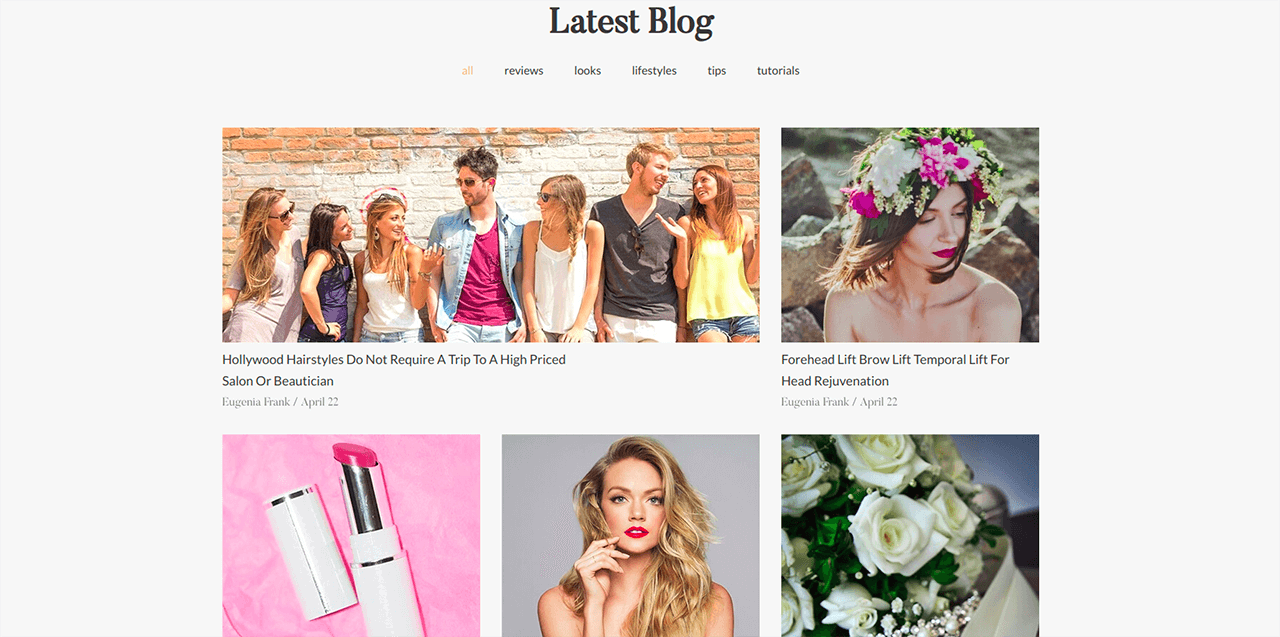 Latest Blog
all reviews looks lifestyles tips tutorials
Hollywood Hairstyles Do Not Require A Trip To A High Priced
Salon Or Beautician
Eugenia Frank / April 22
Forehead Lift Brow Lift Temporal Lift For
Head Rejuvenation
Eugenia Frank / April 22